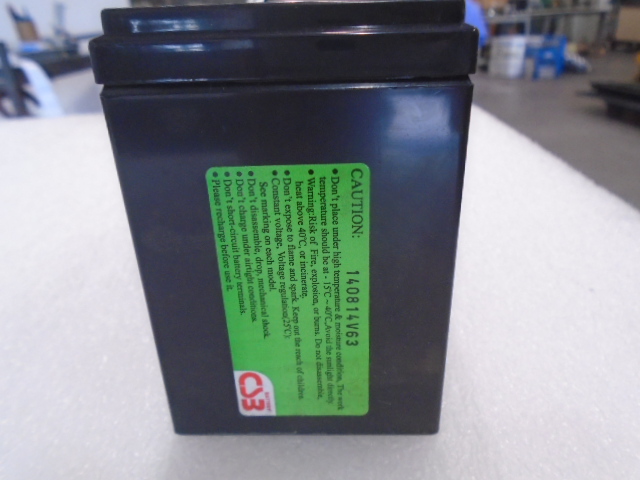 CAUTION: 140814V63
• Don't place under high temperature & moisture condition, The work
temperature should be at - 15°C ~ 40°C, Avoid the sunlight directly.
• Warning: Risk of Fire, explosion, or burns. Do not disassemble,
heat above 40°C, or incinerate.
• Don't expose to flame and spark. Keep out the reach of children.
• Constant voltage, Voltage regulation(25°C):
See marking on each model.
• Don't disassemble, drop, mechanical shock.
• Don't charge under airtight conditions.
• Don't short-circuit battery terminals.
• Please recharge before use it.
CSB
BATTERY